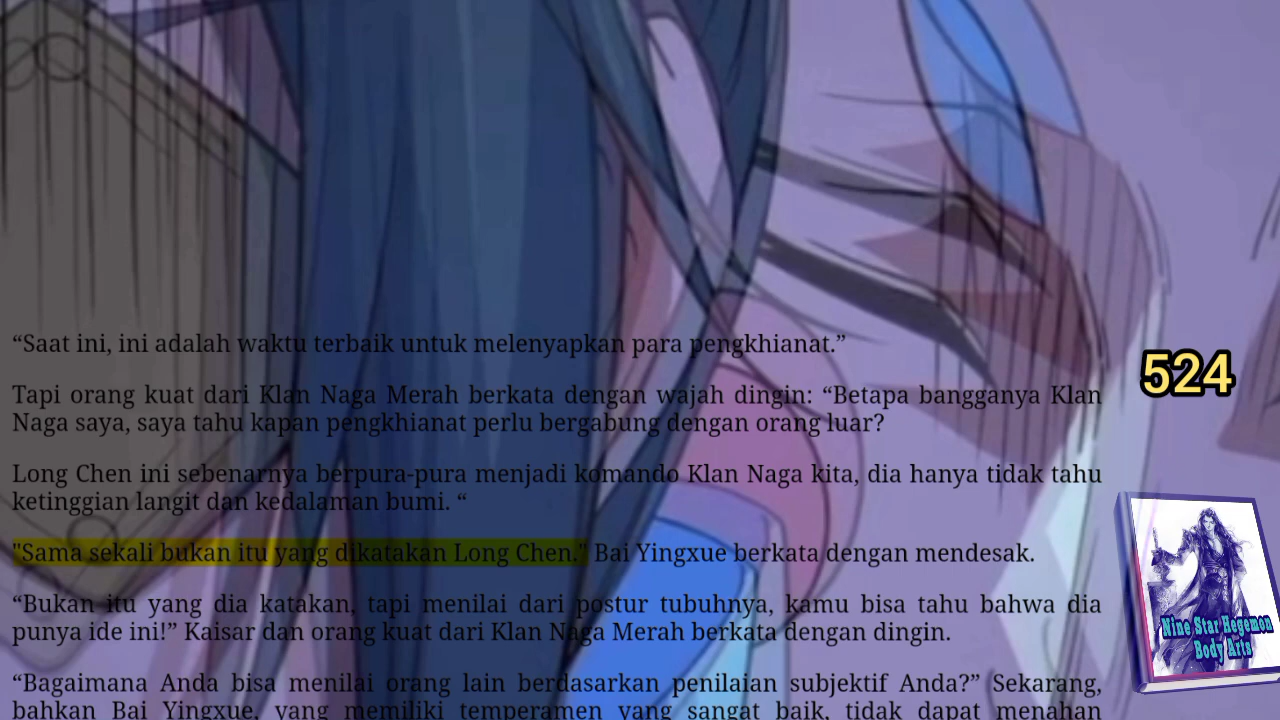 “Saat ini, ini adalah waktu terbaik untuk melenyapkan para pengkhianat.”
Tapi orang kuat dari Klan Naga Merah berkata dengan wajah dingin: “Betapa bangganya Klan
Naga saya, saya tahu kapan pengkhianat perlu bergabung dengan orang luar?
Long Chen ini sebenarnya berpura-pura menjadi komando Klan Naga kita, dia hanya tidak tahu
ketinggian langit dan kedalaman bumi. “
"Sama sekali bukan itu yang dikatakan Long Chen." Bai Yingxue berkata dengan mendesak.
“Bukan itu yang dia katakan, tapi menilai dari postur tubuhnya, kamu bisa tahu bahwa dia
punya ide ini!” Kaisar dan orang kuat dari Klan Naga Merah berkata dengan dingin.
“Bagaimana Anda bisa menilai orang lain berdasarkan penilaian subjektif Anda?” Sekarang,
bahkan Bai Yingxue, yang memiliki temperamen yang sangat baik, tidak dapat menahan
524
Nine Star Hegemon
Body Arts